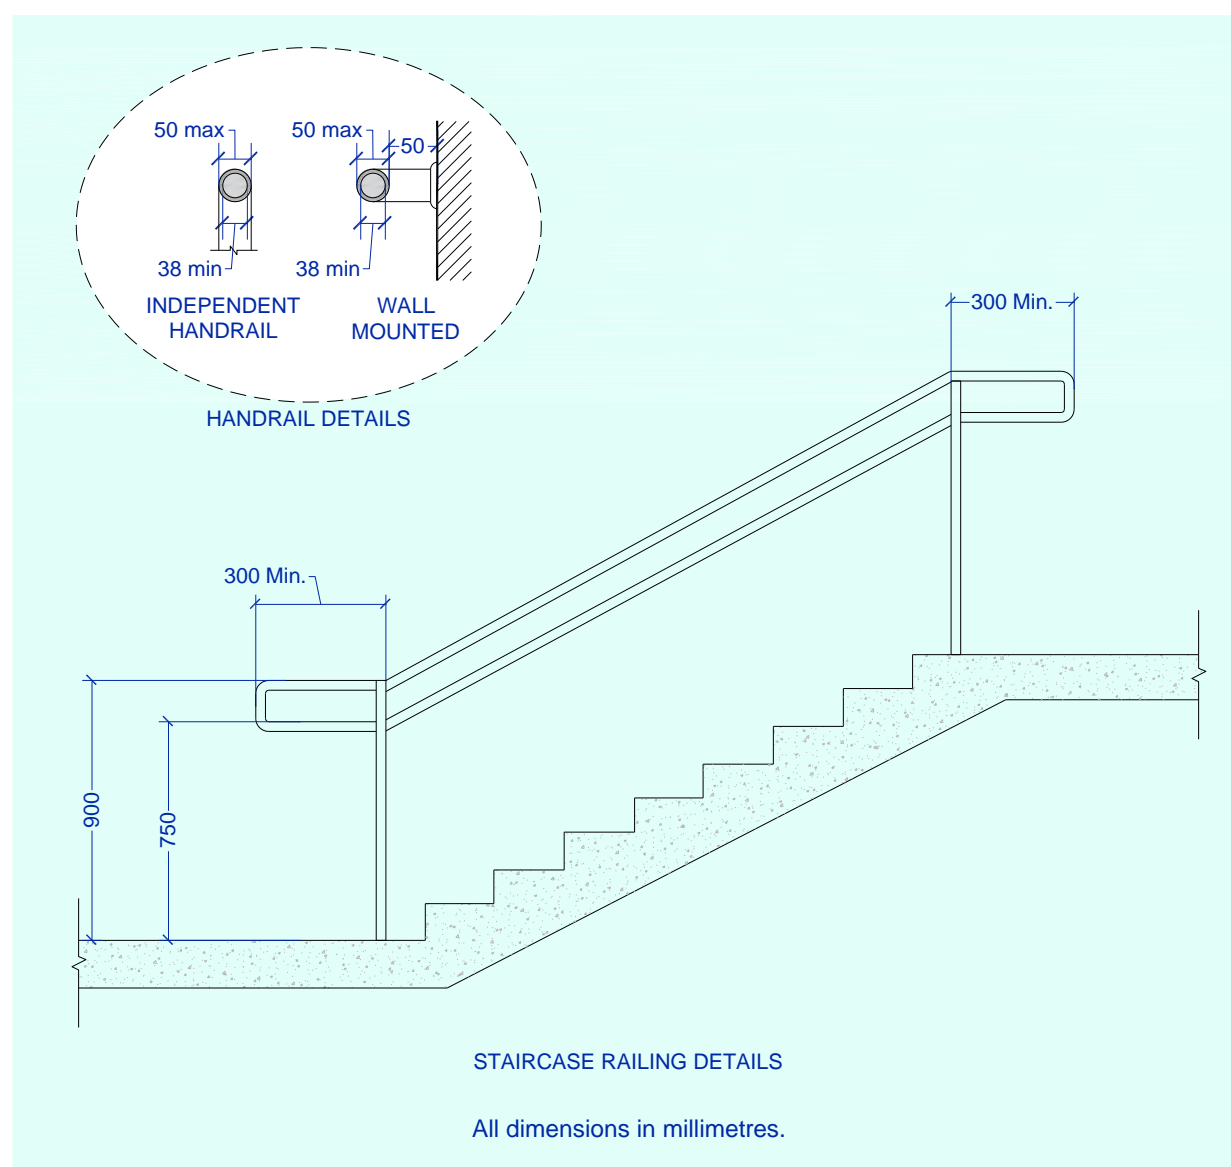 50 max
50 max
50
38 min
38 min
INDEPENDENT
HANDRAIL
WALL
MOUNTED
HANDRAIL DETAILS
300 Min.
300 Min.
900
750
STAIRCASE RAILING DETAILS
All dimensions in millimetres.